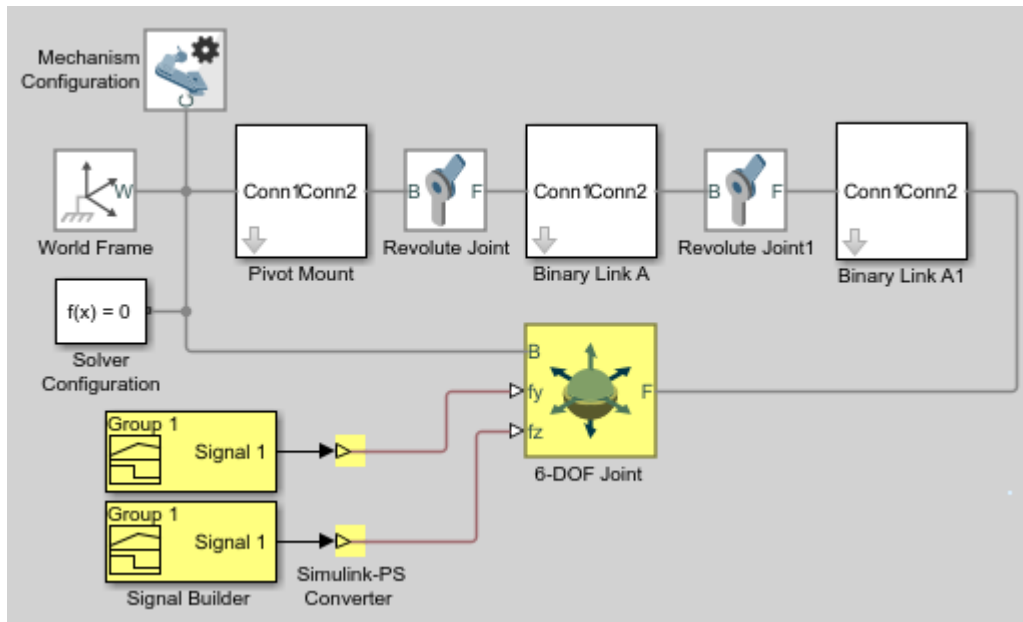 Mechanism
Configuration
C
W
World Frame
Conn1Conn2
Pivot Mount
B F
Revolute Joint
Conn1Conn2
Binary Link A
B F
Revolute Joint1
Conn1Conn2
Binary Link A1
f(x) = 0
Solver
Configuration
B
fy
fz
F
6-DOF Joint
Group 1
Signal 1
Group 1
Signal 1
Signal Builder
Simulink-PS
Converter